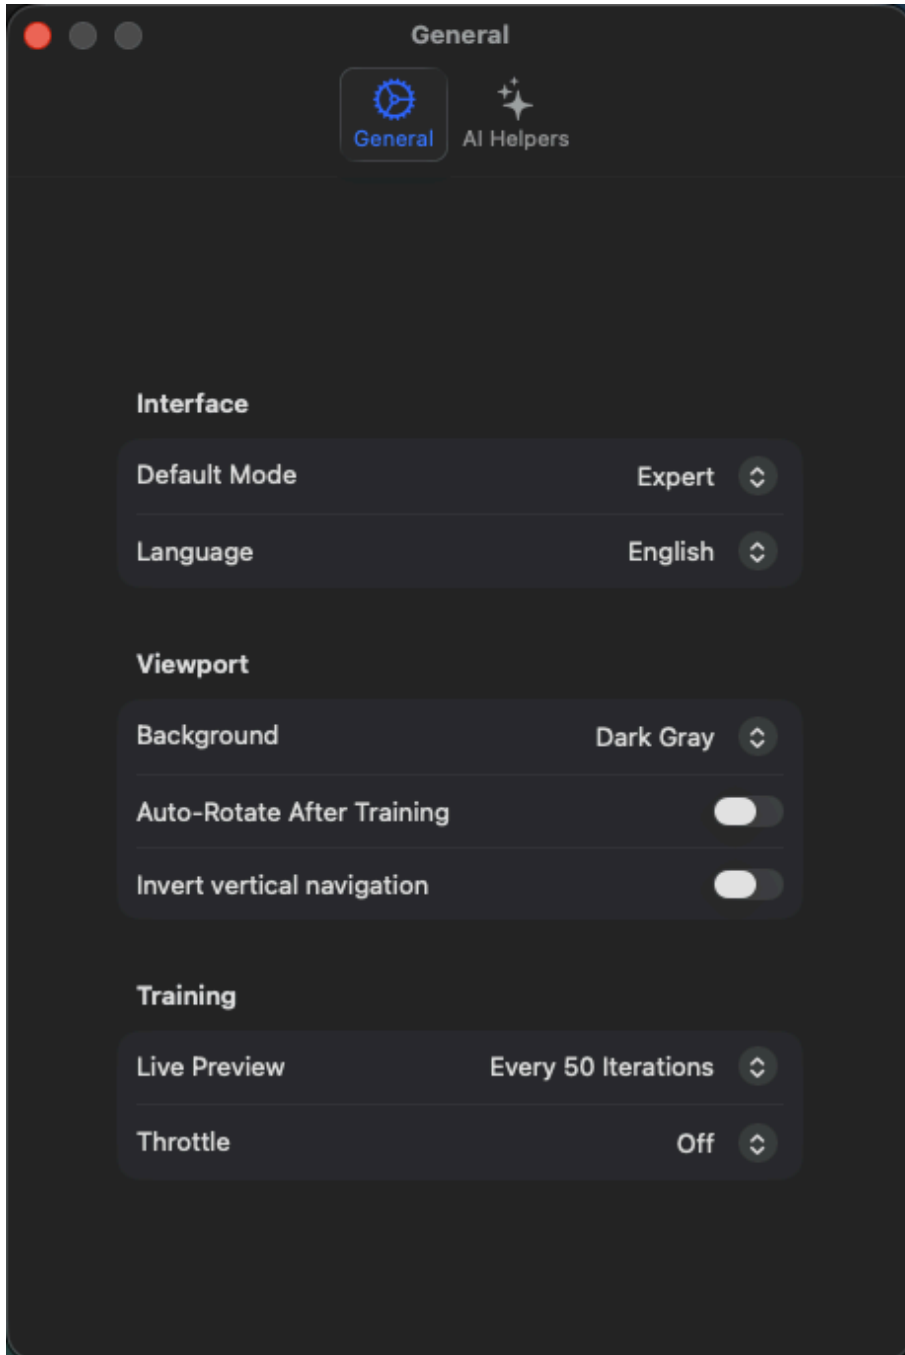 General
General
AI Helpers
Interface
Default Mode Expert
Language English
Viewport
Background Dark Gray
Auto-Rotate After Training
Invert vertical navigation
Training
Live Preview Every 50 Iterations
Throttle Off